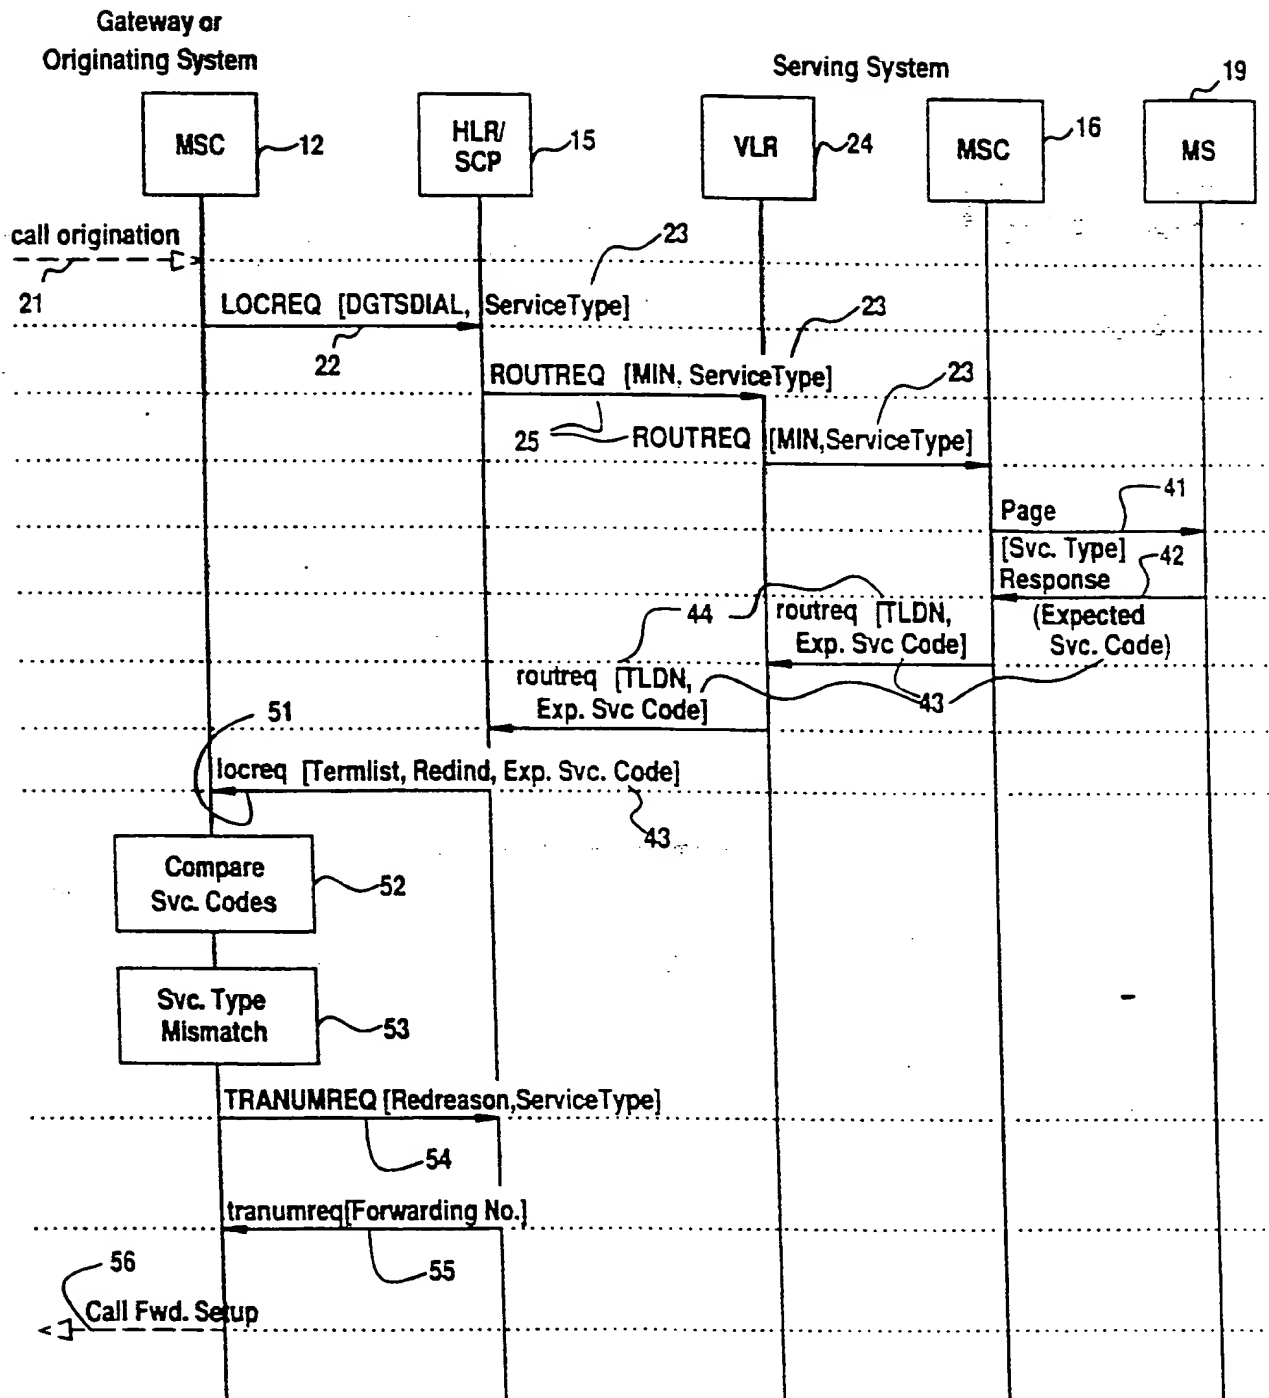 Gateway or
Originating System
Serving System
19
MSC
12
HLR/
SCP
15
VLR
24
MSC
16
MS
call origination
23
21
LOCREQ [DGTSDIAL, ServiceType]
23
22
ROUTREQ [MIN, ServiceType]
23
25
ROUTREQ [MIN,ServiceType]
41
Page
[Svc. Type]
42
Response
44
routreq [TLDN,
(Expected
Exp. Svc Code]
Svc. Code)
routreq [TLDN,
43
Exp. Svc Code]
51
locreq [Termlist, Redind, Exp. Svc. Code]
43
Compare
Svc. Codes
52
Svc. Type
Mismatch
53
TRANUMREQ [Redreason,ServiceType]
54
tranumreq[Forwarding No.]
55
56
Call Fwd. Setup